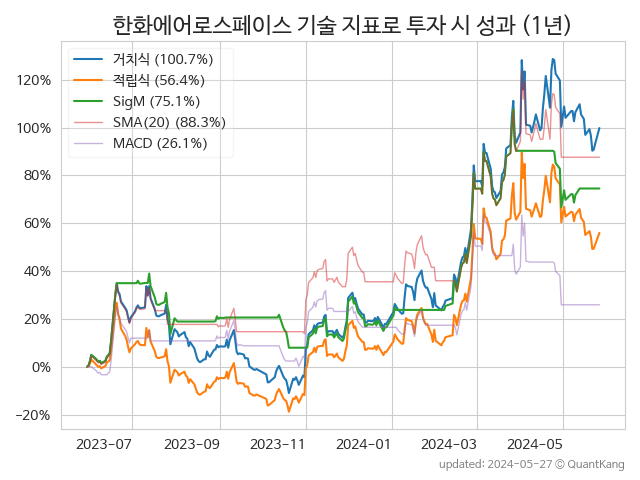 한화에어로스페이스 기술 지표로 투자 시 성과 (1년)
거치식 (100.7%)
적립식 (56.4%)
SigM (75.1%)
SMA(20) (88.3%)
MACD (26.1%)
120%
100%
80%
60%
40%
20%
0%
−20%
2023-07 2023-09 2023-11 2024-01 2024-03 2024-05
updated: 2024-05-27 © QuantKang